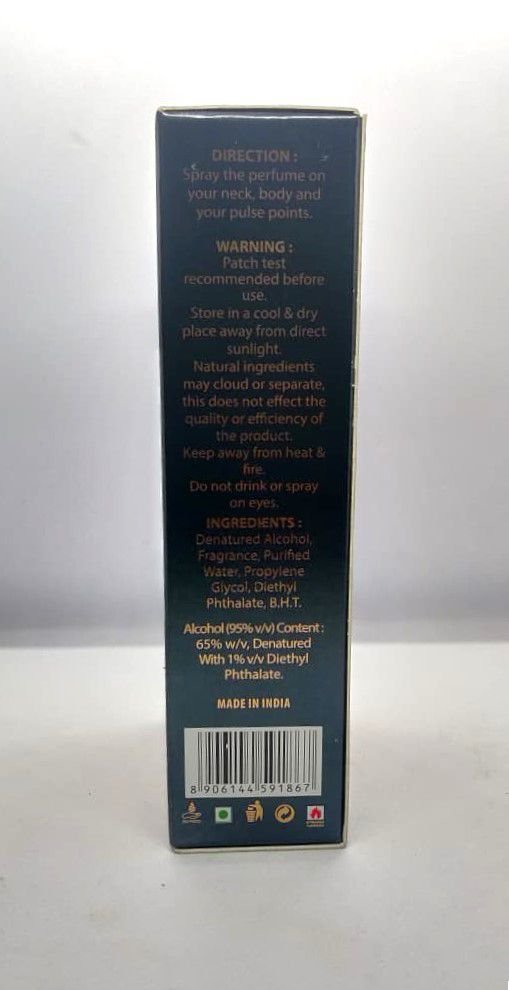 DIRECTION :
Spray the perfume on
your neck, body and
your pulse points.
WARNING :
Patch test
recommended before
use.
Store in a cool & dry
place away from direct
sunlight.
Natural ingredients
may cloud or separate,
this does not effect the
quality or efficiency of
the product.
Keep away from heat &
fire.
Do not drink or spray
on eyes.
INGREDIENTS :
Denatured Alcohol,
Fragrance, Purified
Water, Propylene
Glycol, Diethyl
Phthalate, B.H.T.
Alcohol (95% v/v) Content :
65% w/v, Denatured
With 1% v/v Diethyl
Phthalate.
MADE IN INDIA
8 906144 591867